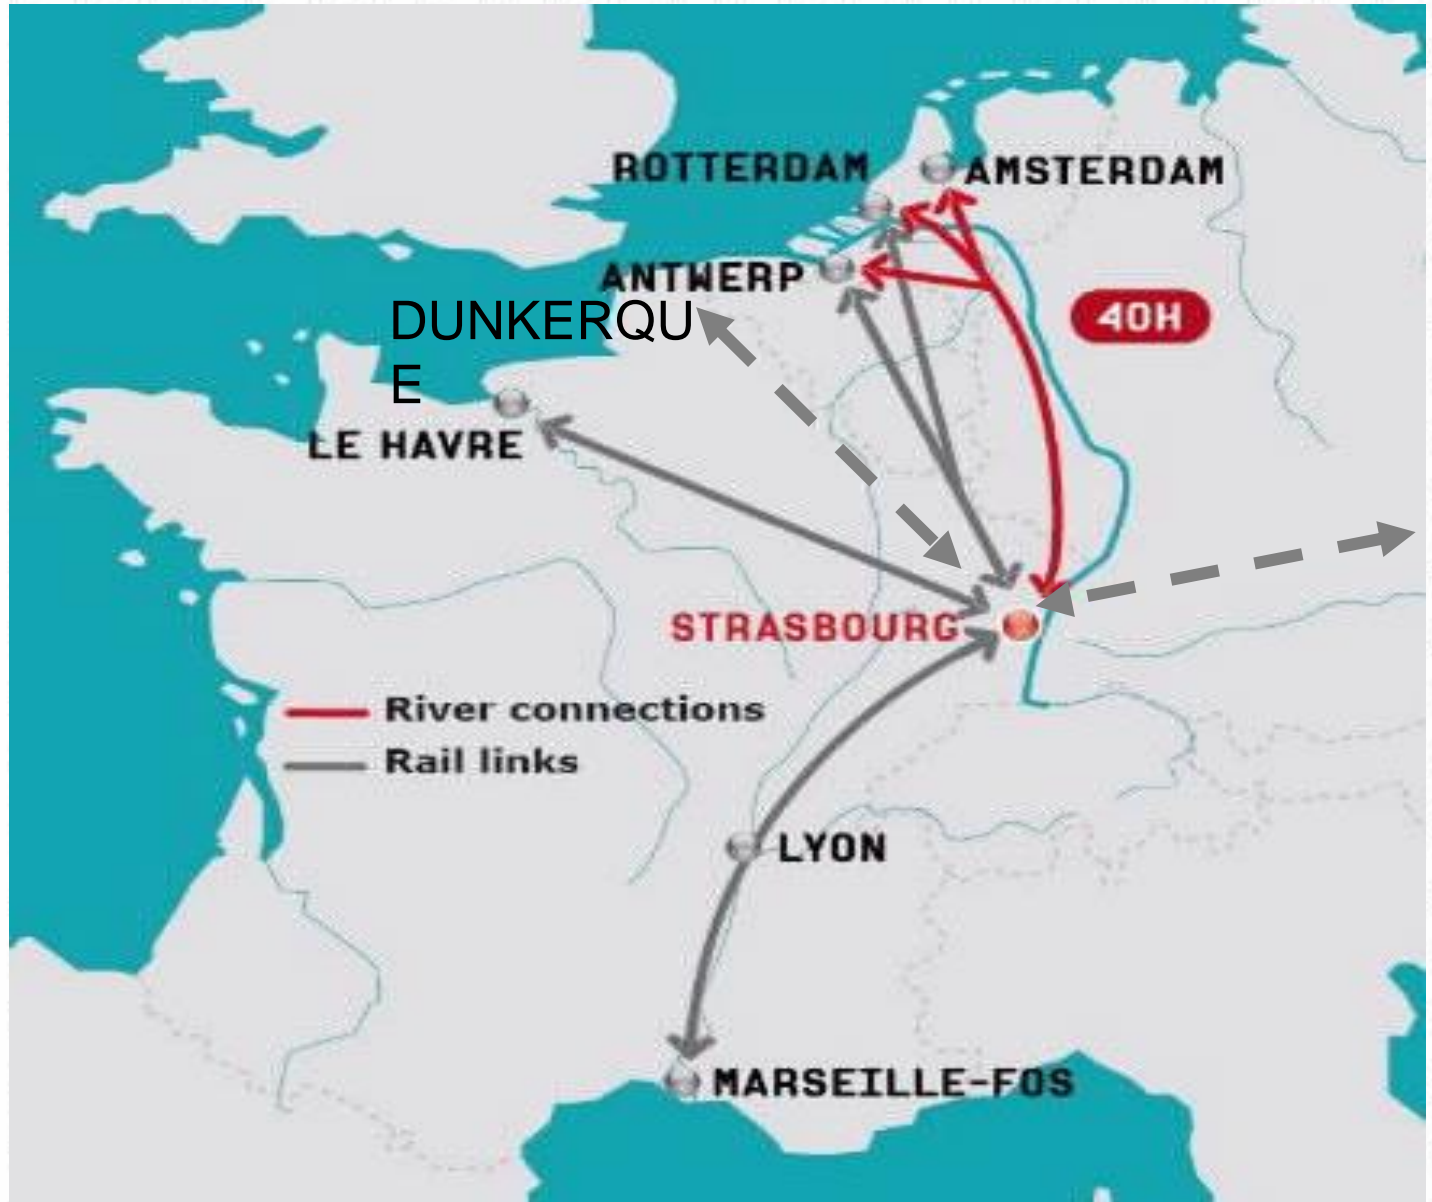 ROTTERDAM
AMSTERDAM
ANTWERP
DUNKERQU
E
40H
LE HAVRE
STRASBOURG
River connections
Rail links
LYON
MARSEILLE-FOS